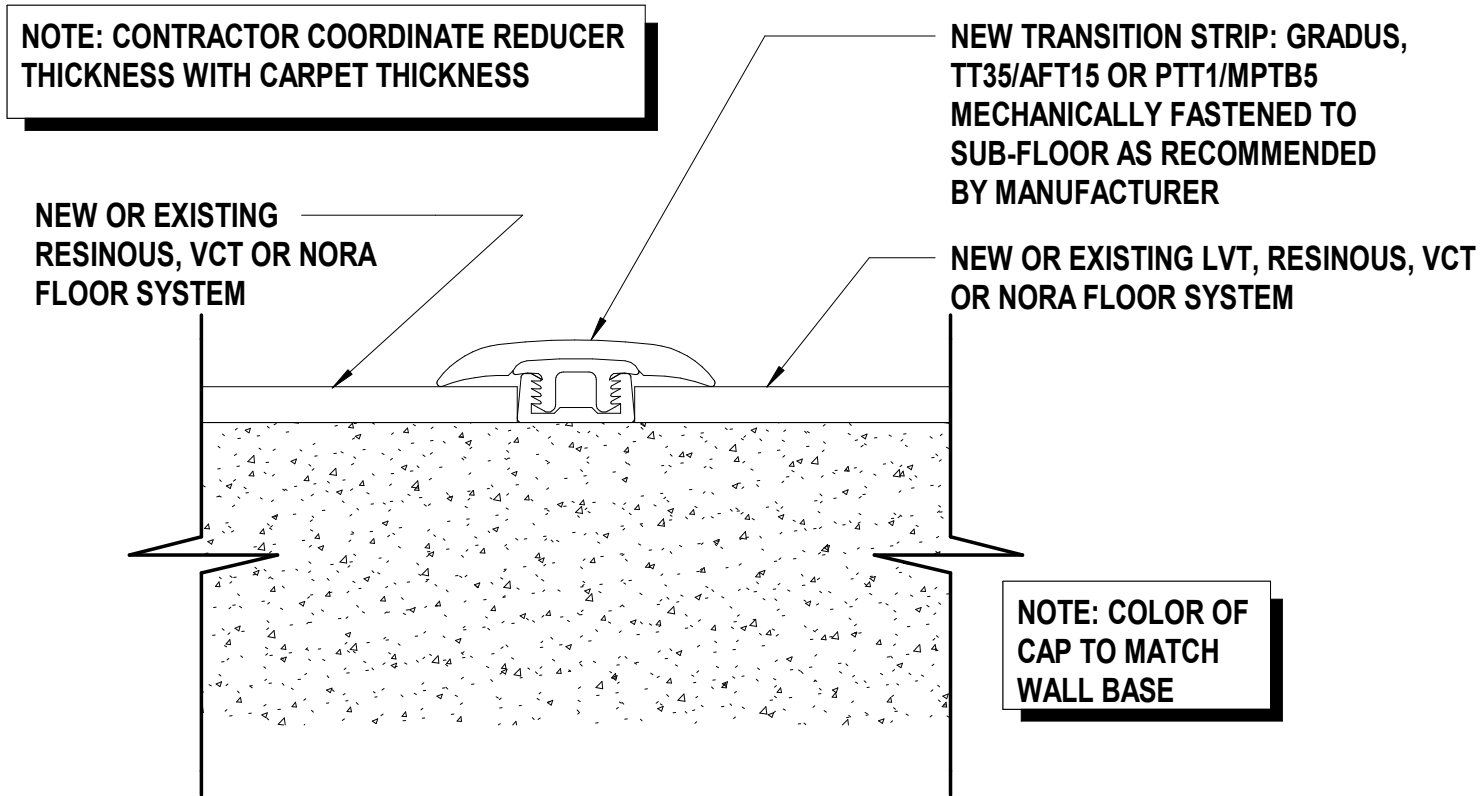 NOTE: CONTRACTOR COORDINATE REDUCER
THICKNESS WITH CARPET THICKNESS
NEW TRANSITION STRIP: GRADUS,
TT35/AFT15 OR PTT1/MPTB5
MECHANICALLY FASTENED TO
SUB-FLOOR AS RECOMMENDED
BY MANUFACTURER
NEW OR EXISTING
RESINOUS, VCT OR NORA
FLOOR SYSTEM
NEW OR EXISTING LVT, RESINOUS, VCT
OR NORA FLOOR SYSTEM
NOTE: COLOR OF
CAP TO MATCH
WALL BASE